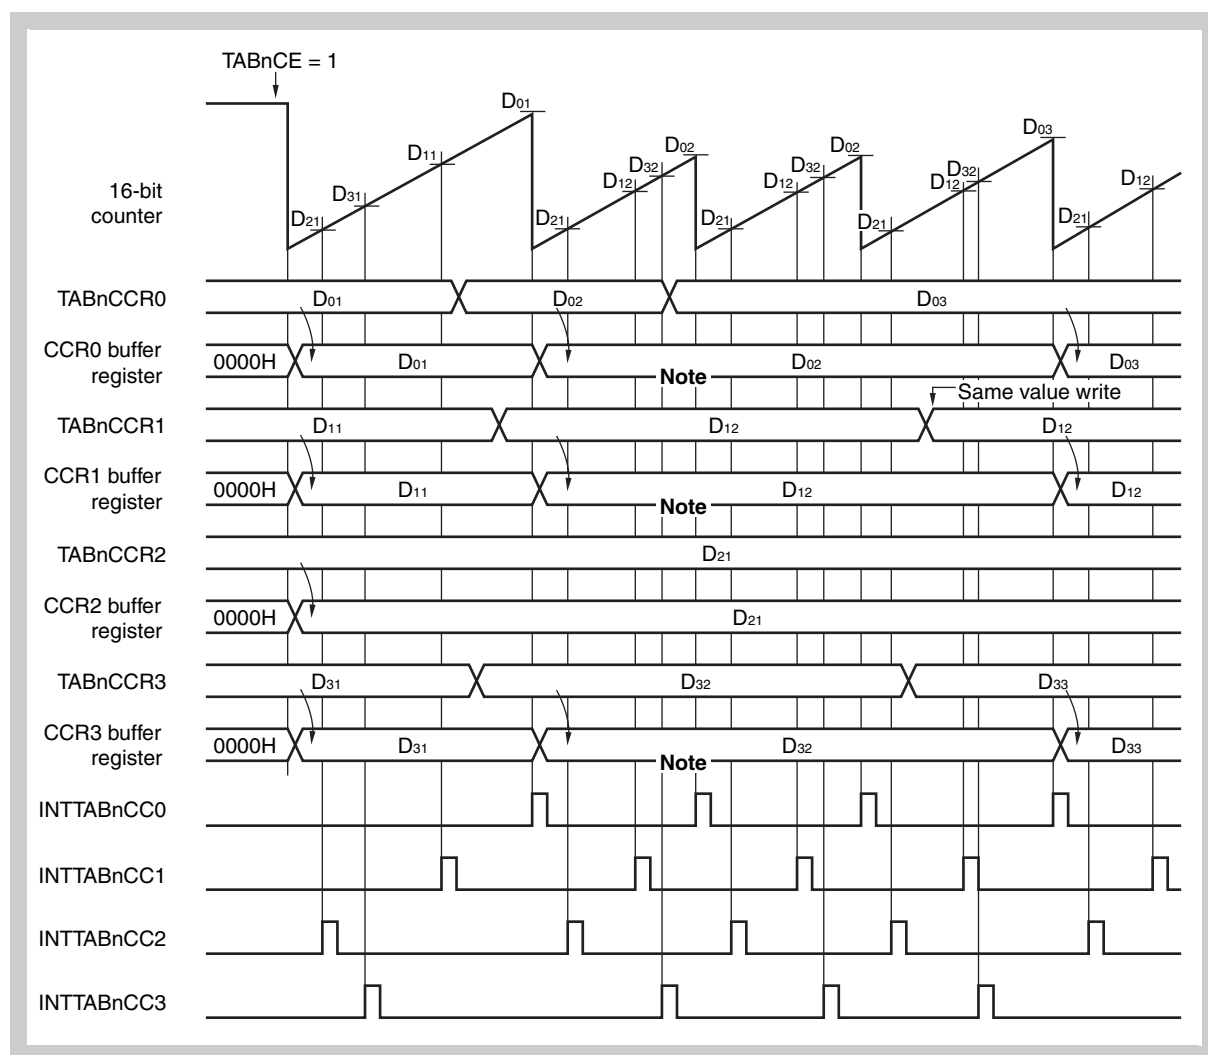 TABnCE = 1
D01
D11
D31
D21
16-bit
counter
D21
D12
D32
D02
D21
D12
D32
D02
D21
D12
D32
D03
D21
D12
TABnCCR0
D01
D02
D03
CCR0 buffer
register
0000H
D01
Note
D02
D03
Same value write
TABnCCR1
D11
D12
D12
CCR1 buffer
register
0000H
D11
Note
D12
D12
TABnCCR2
D21
CCR2 buffer
register
0000H
D21
TABnCCR3
D31
D32
D33
CCR3 buffer
register
0000H
D31
Note
D32
D33
INTTABnCC0
INTTABnCC1
INTTABnCC2
INTTABnCC3